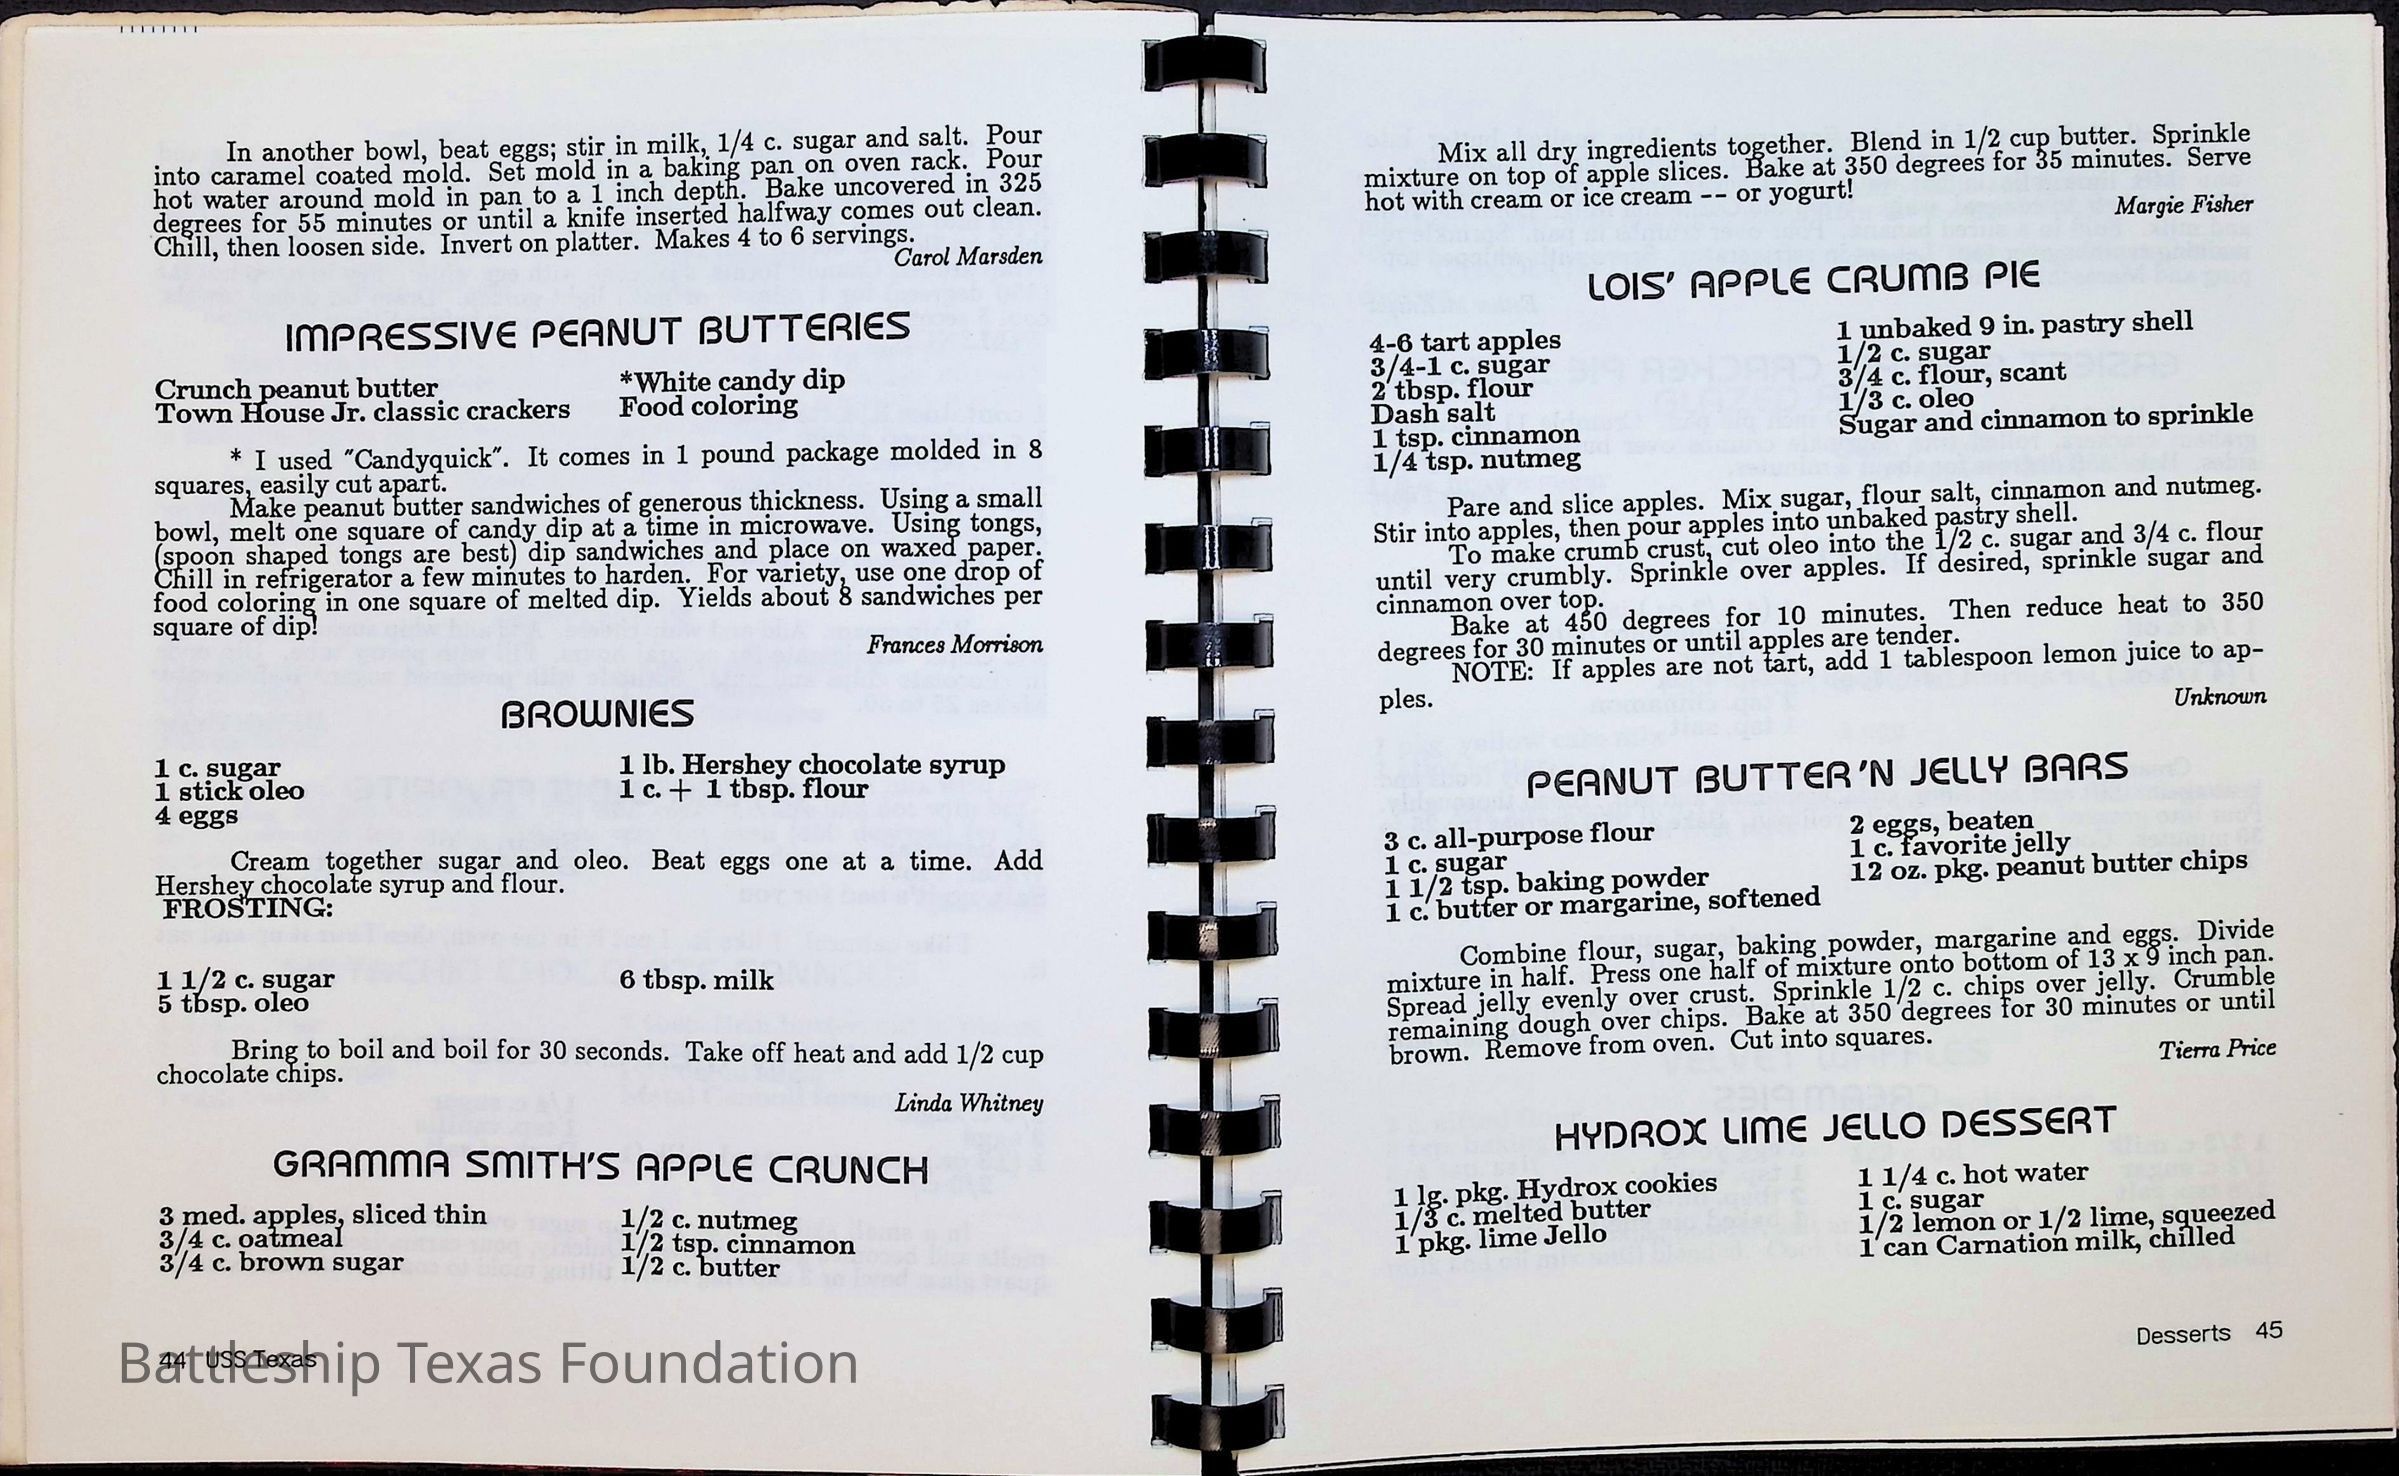 In another bowl, beat eggs; stir in milk, 1/4 c. sugar and salt. Pour
into caramel coated mold. Set mold in a baking pan on oven rack. Pour
hot water around mold in pan to a 1 inch depth. Bake uncovered in 325
degrees for 55 minutes or until a knife inserted halfway comes out clean.
Chill, then loosen side. Invert on platter. Makes 4 to 6 servings.
Carol Marsden
IMPRESSIVE PEANUT BUTTERIES
Crunch peanut butter
Town House Jr. classic crackers
*White candy dip
Food coloring
* I used "Candyquick". It comes in 1 pound package molded in 8
squares, easily cut apart.
Make peanut butter sandwiches of generous thickness. Using a small
bowl, melt one square of candy dip at a time in microwave. Using tongs,
(spoon shaped tongs are best) dip sandwiches and place on waxed paper.
Chill in refrigerator a few minutes to harden. For variety, use one drop of
food coloring in one square of melted dip. Yields about 8 sandwiches per
square of dip!
Frances Morrison
BROWNIES
1 c. sugar
1 stick oleo
4 eggs
1 lb. Hershey chocolate syrup
1 c. + 1 tbsp. flour
Cream together sugar and oleo. Beat eggs one at a time. Add
Hershey chocolate syrup and flour.
FROSTING:
1 1/2 c. sugar
5 tbsp. oleo
6 tbsp. milk
Bring to boil and boil for 30 seconds. Take off heat and add 1/2 cup
chocolate chips.
Linda Whitney
GRAMMA SMITH'S APPLE CRUNCH
3 med. apples, sliced thin
3/4 c. oatmeal
3/4 c. brown sugar
1/2 c. nutmeg
1/2 tsp. cinnamon
1/2 c. butter
44 USS Texas
Battleship Texas Foundation
Mix all dry ingredients together. Blend in 1/2 cup butter. Sprinkle
mixture on top of apple slices. Bake at 350 degrees for 35 minutes. Serve
hot with cream or ice cream -- or yogurt!
Margie Fisher
LOIS' APPLE CRUMB PIE
4-6 tart apples
3/4-1 c. sugar
2 tbsp. flour
Dash salt
1 tsp. cinnamon
1/4 tsp. nutmeg
1 unbaked 9 in. pastry shell
1/2 c. sugar
3/4 c. flour, scant
1/3 c. oleo
Sugar and cinnamon to sprinkle
Pare and slice apples. Mix sugar, flour salt, cinnamon and nutmeg.
Stir into apples, then pour apples into unbaked pastry shell.
To make crumb crust, cut oleo into the 1/2 c. sugar and 3/4 c. flour
until very crumbly. Sprinkle over apples. If desired, sprinkle sugar and
cinnamon over top.
Bake at 450 degrees for 10 minutes. Then reduce heat to 350
degrees for 30 minutes or until apples are tender.
NOTE: If apples are not tart, add 1 tablespoon lemon juice to ap-
ples.
Unknown
PEANUT BUTTER 'N JELLY BARS
3 c. all-purpose flour
1 c. sugar
1 1/2 tsp. baking powder
1 c. butter or margarine, softened
2 eggs, beaten
1 c. favorite jelly
12 oz. pkg. peanut butter chips
Combine flour, sugar, baking powder, margarine and eggs. Divide
mixture in half. Press one half of mixture onto bottom of 13 x 9 inch pan.
Spread jelly evenly over crust. Sprinkle 1/2 c. chips over jelly. Crumble
remaining dough over chips. Bake at 350 degrees for 30 minutes or until
brown. Remove from oven. Cut into squares.
Tierra Price
HYDROX LIME JELLO DESSERT
1 lg. pkg. Hydrox cookies
1/3 c. melted butter
1 pkg. lime Jello
1 1/4 c. hot water
1 c. sugar
1/2 lemon or 1/2 lime, squeezed
1 can Carnation milk, chilled
Desserts 45